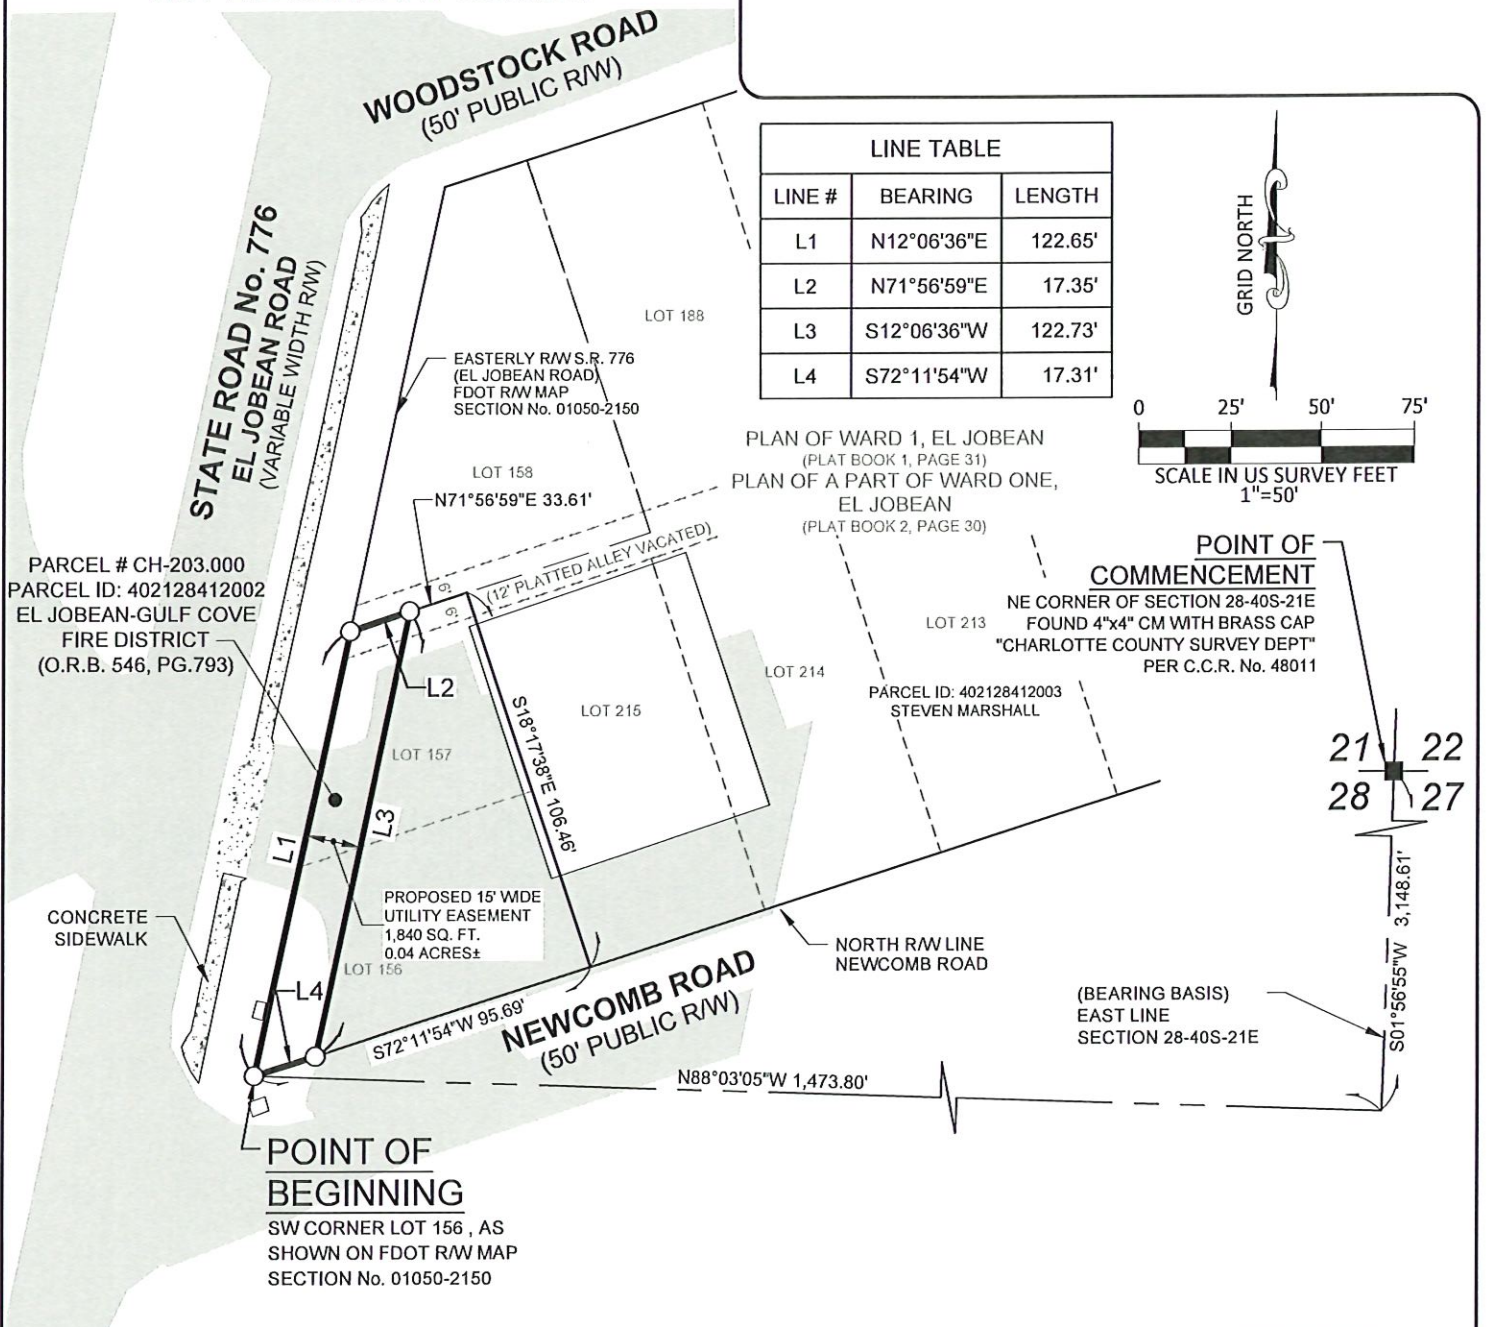 WOODSTOCK ROAD
(50' PUBLIC R/W)
STATE ROAD No. 776
EL JOBEAN ROAD
(VARIABLE WIDTH R/W)
LINE TABLE
LINE # BEARING LENGTH
L1 N12°06'36"E 122.65'
L2 N71°56'59"E 17.35'
L3 S12°06'36"W 122.73'
L4 S72°11'54"W 17.31'
GRID NORTH
0 25' 50' 75'
SCALE IN US SURVEY FEET
1"=50'
LOT 188
EASTERLY R/W S.R. 776
(EL JOBEAN ROAD)
FDOT R/W MAP
SECTION No. 01050-2150
LOT 158
N71°56'59"E 33.61'
PLAN OF WARD 1, EL JOBEAN
(PLAT BOOK 1, PAGE 31)
PLAN OF A PART OF WARD ONE,
EL JOBEAN
(PLAT BOOK 2, PAGE 30)
(12' PLATTED ALLEY VACATED)
6'
6'
POINT OF
COMMENCEMENT
NE CORNER OF SECTION 28-40S-21E
FOUND 4"x4" CM WITH BRASS CAP
"CHARLOTTE COUNTY SURVEY DEPT"
PER C.C.R. No. 48011
PARCEL # CH-203.000
PARCEL ID: 402128412002
EL JOBEAN-GULF COVE
FIRE DISTRICT
(O.R.B. 546, PG.793)
L2
LOT 213
LOT 214
LOT 215
PARCEL ID: 402128412003
STEVEN MARSHALL
LOT 157
S18°17'38"E 106.46'
21 22
28 27
L1
L3
PROPOSED 15' WIDE
UTILITY EASEMENT
1,840 SQ. FT.
0.04 ACRES±
CONCRETE
SIDEWALK
LOT 156
L4
S72°11'54"W 95.69'
NEWCOMB ROAD
(50' PUBLIC R/W)
NORTH R/W LINE
NEWCOMB ROAD
(BEARING BASIS)
EAST LINE
SECTION 28-40S-21E
S01°56'55"W 3,148.61'
N88°03'05"W 1,473.80'
POINT OF
BEGINNING
SW CORNER LOT 156 , AS
SHOWN ON FDOT R/W MAP
SECTION No. 01050-2150